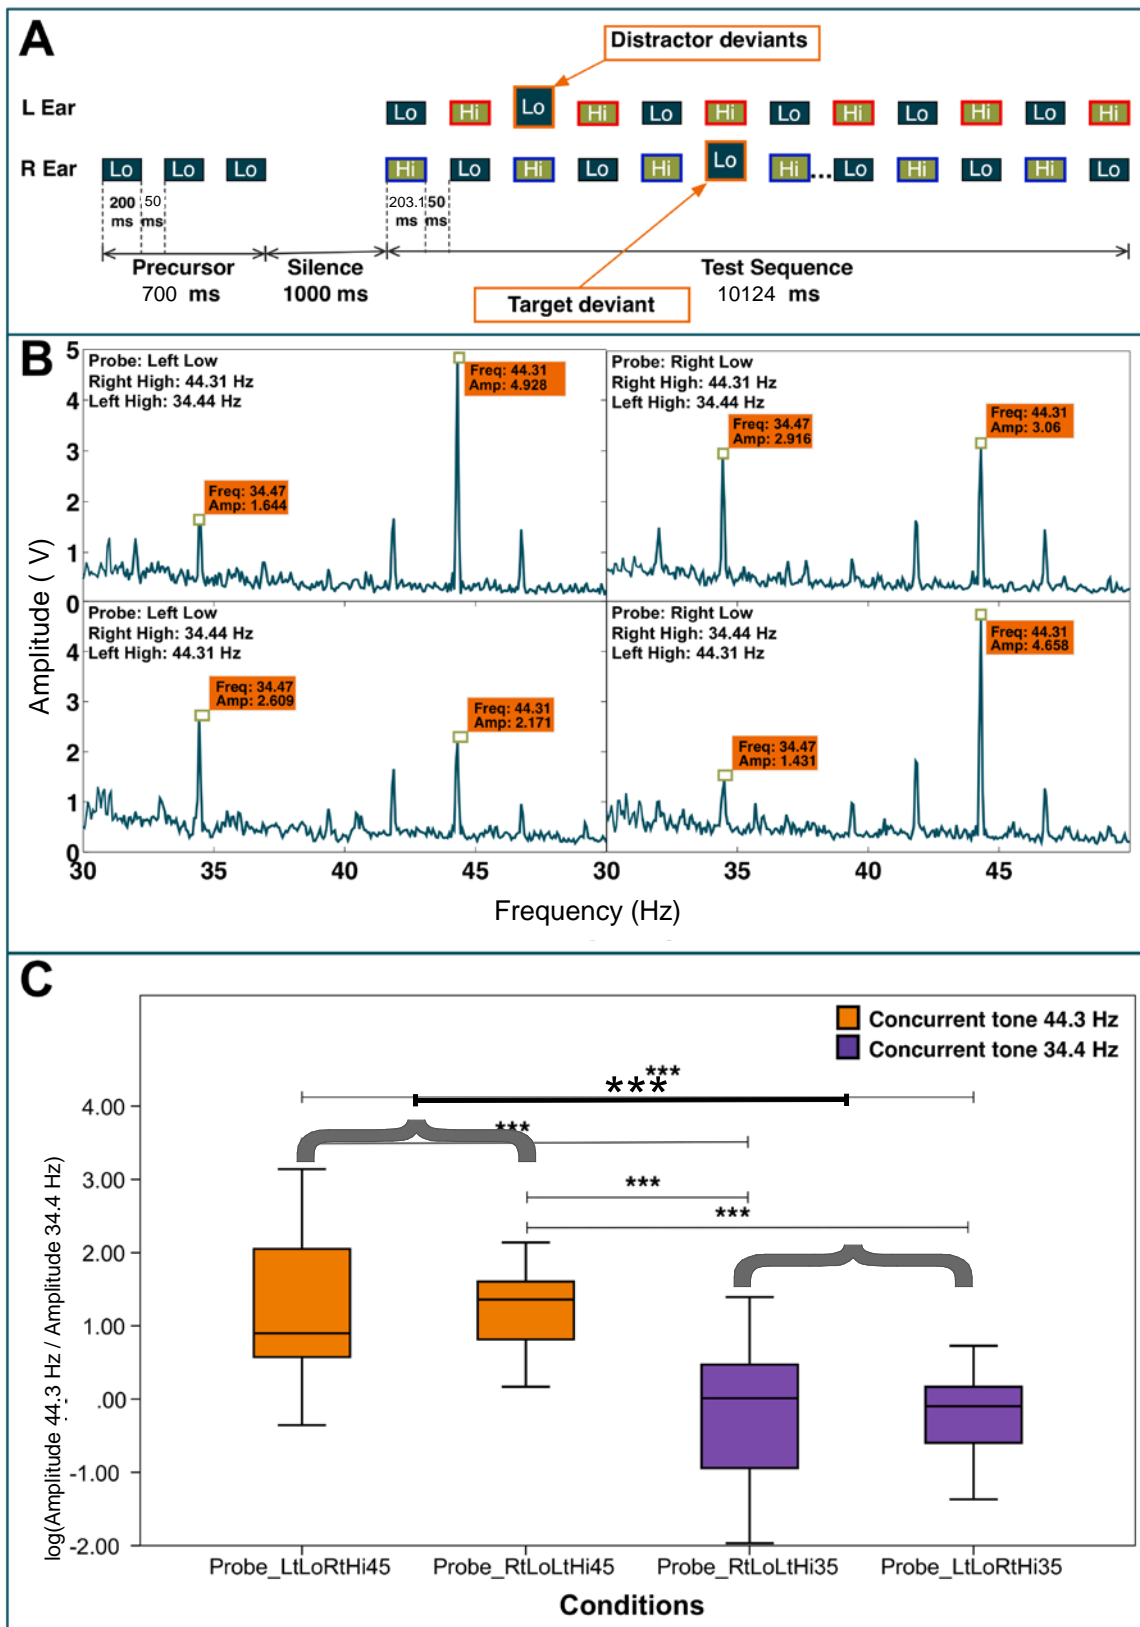 A
Distractor deviants
L Ear
Lo Hi Lo Hi Lo Hi Lo Hi Lo Hi Lo Hi
R Ear
Lo Lo Lo Hi Lo Hi Lo Hi Lo Hi ... Lo Hi Lo Hi Lo
200 ms
50 ms
203.1 ms
50 ms
Precursor
700 ms
Silence
1000 ms
Test Sequence
10124 ms
Target deviant
B
Probe: Left Low
Right High: 44.31 Hz
Left High: 34.44 Hz
Freq: 34.47
Amp: 1.644
Freq: 44.31
Amp: 4.928
Probe: Right Low
Right High: 44.31 Hz
Left High: 34.44 Hz
Freq: 34.47
Amp: 2.916
Freq: 44.31
Amp: 3.06
5
4
3
2
1
0
Probe: Left Low
Right High: 34.44 Hz
Left High: 44.31 Hz
Freq: 34.47
Amp: 2.609
Freq: 44.31
Amp: 2.171
Probe: Right Low
Right High: 34.44 Hz
Left High: 44.31 Hz
Freq: 34.47
Amp: 1.431
Freq: 44.31
Amp: 4.658
4
3
2
1
0
Amplitude ( V)
30 35 40 45 30 35 40 45
Frequency (Hz)
C
Concurrent tone 44.3 Hz
Concurrent tone 34.4 Hz
***
***
***
***
***
4.00
3.00
2.00
1.00
.00
-1.00
-2.00
log(Amplitude 44.3 Hz / Amplitude 34.4 Hz)
Probe_LtLoRtHi45 Probe_RtLoLtHi45 Probe_RtLoLtHi35 Probe_LtLoRtHi35
Conditions